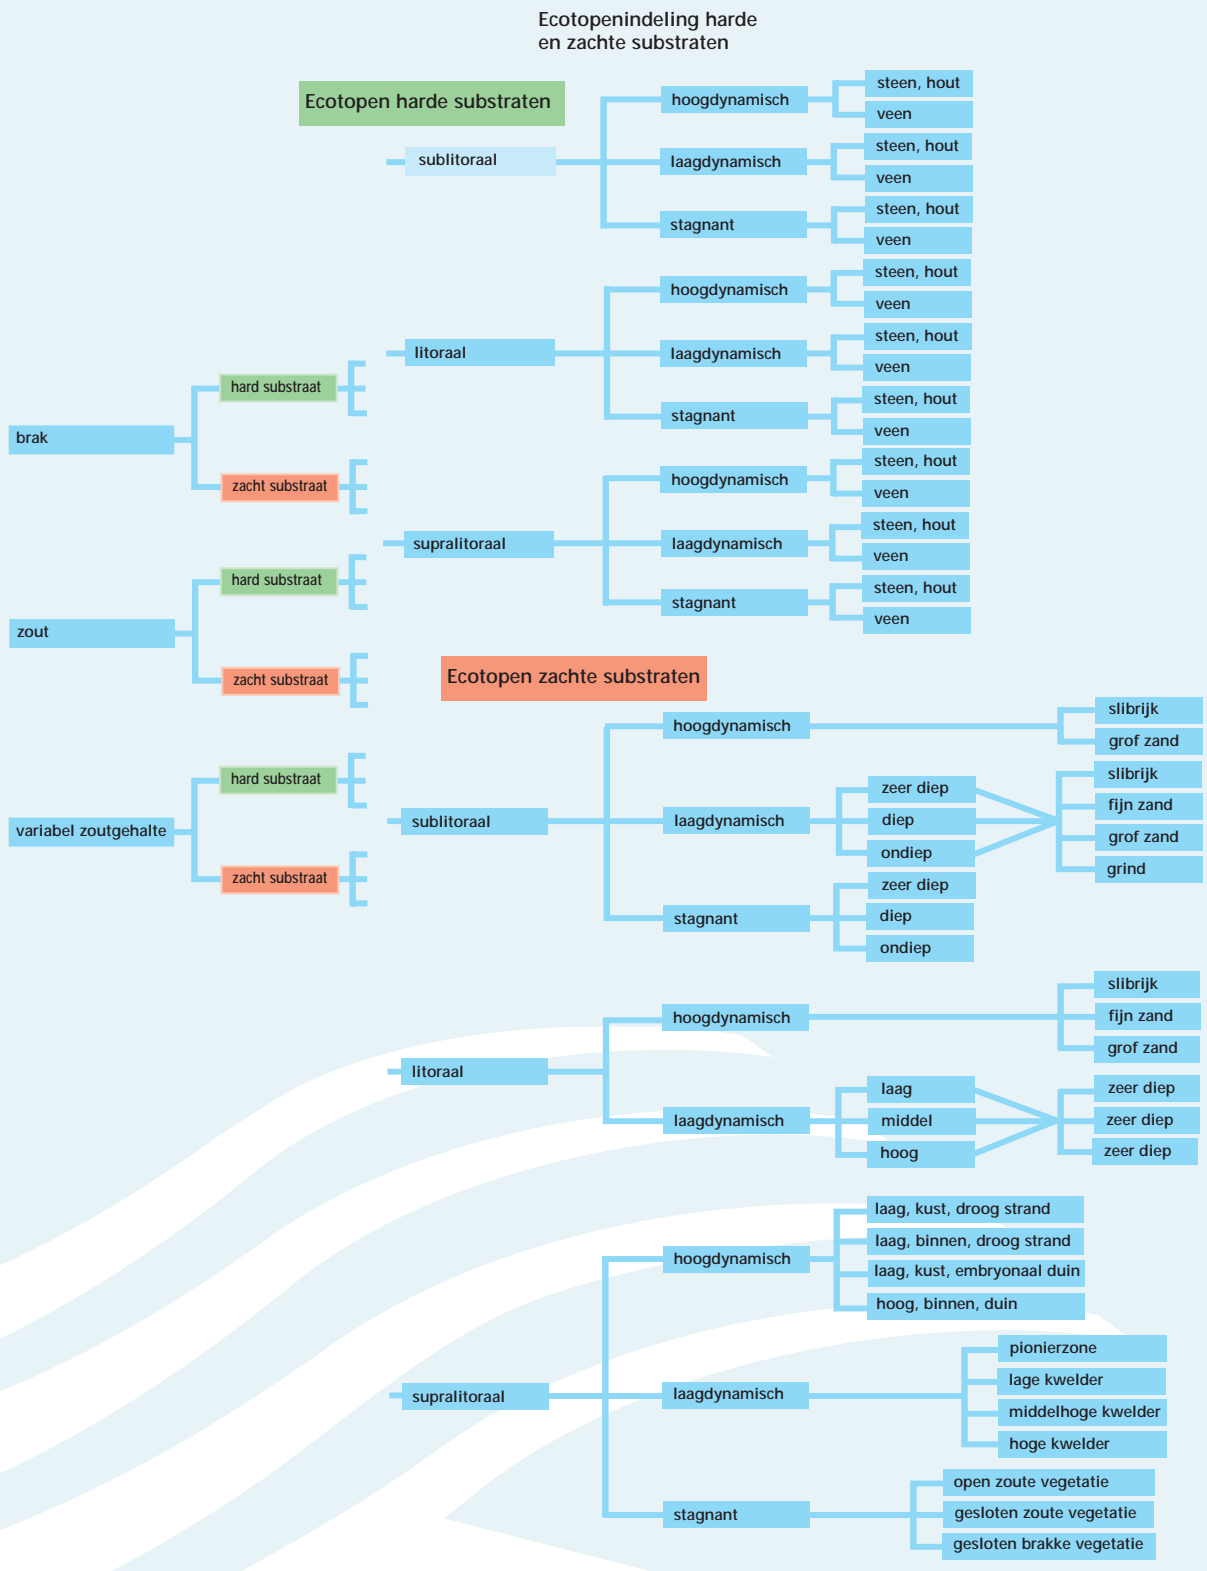 Ecotopenindeling harde
en zachte substraten
brak
hard substraat
zacht substraat
zout
hard substraat
zacht substraat
variabel zoutgehalte
hard substraat
zacht substraat
Ecotopen harde substraten
sublitoraal
hoogdynamisch
steen, hout
veen
laagdynamisch
steen, hout
veen
stagnant
steen, hout
veen
litoraal
hoogdynamisch
steen, hout
veen
laagdynamisch
steen, hout
veen
stagnant
steen, hout
veen
supralitoraal
hoogdynamisch
steen, hout
veen
laagdynamisch
steen, hout
veen
stagnant
steen, hout
veen
Ecotopen zachte substraten
sublitoraal
hoogdynamisch
slibrijk
grof zand
laagdynamisch
zeer diep
diep
ondiep
slibrijk
fijn zand
grof zand
grind
stagnant
zeer diep
diep
ondiep
litoraal
hoogdynamisch
slibrijk
fijn zand
grof zand
laagdynamisch
laag
middel
hoog
zeer diep
zeer diep
zeer diep
supralitoraal
hoogdynamisch
laag, kust, droog strand
laag, binnen, droog strand
laag, kust, embryonaal duin
hoog, binnen, duin
laagdynamisch
pionierzone
lage kwelder
middelhoge kwelder
hoge kwelder
stagnant
open zoute vegetatie
gesloten zoute vegetatie
gesloten brakke vegetatie